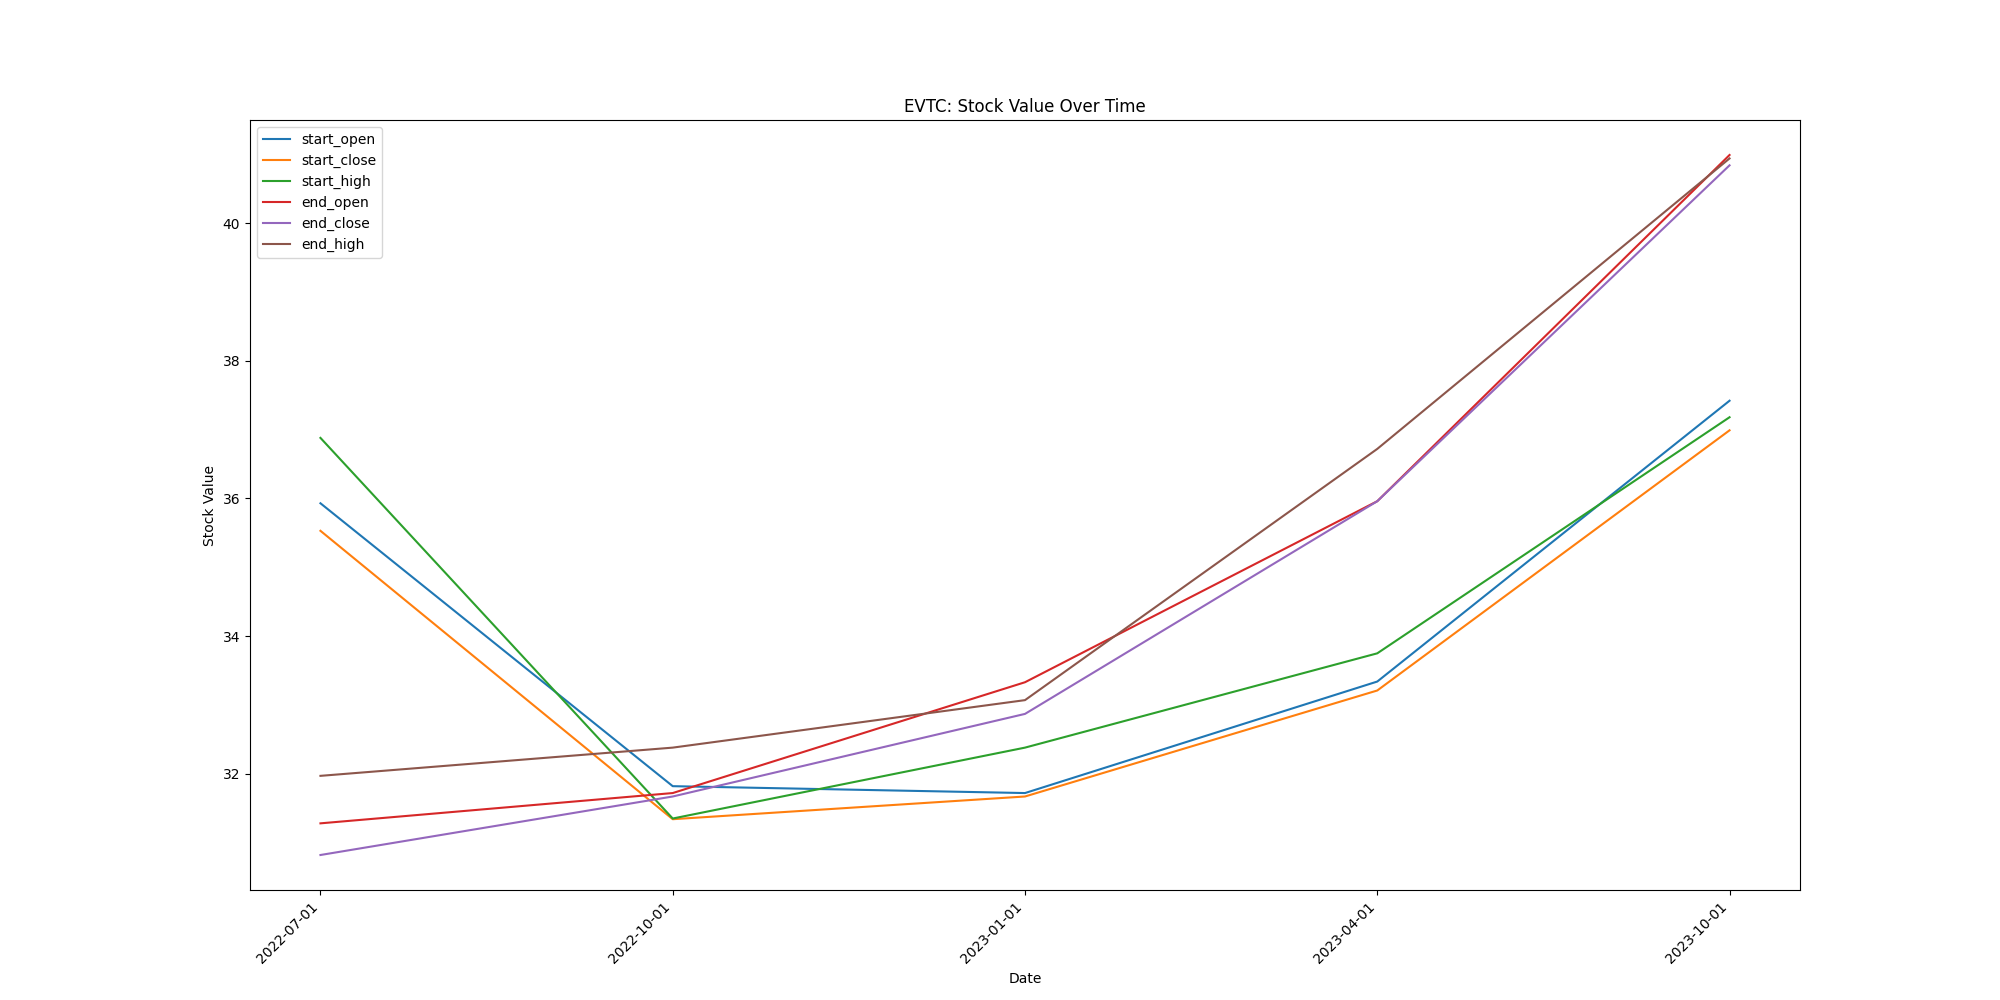 EVTC: Stock Value Over Time
start_open
start_close
start_high
end_open
end_close
end_high
Stock Value
40
38
36
34
32
2022-07-01
2022-10-01
2023-01-01
2023-04-01
2023-10-01
Date